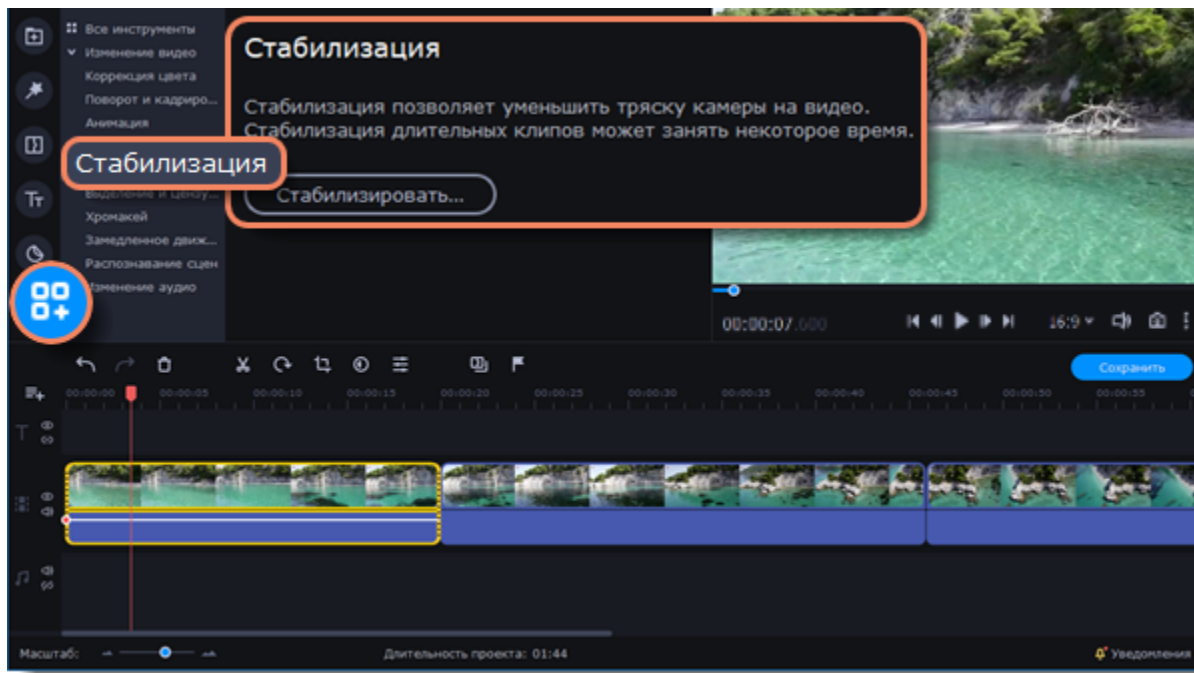 Все инструменты
Изменение видео
Коррекция цвета
Поворот и кадриро...
Анимация
Стабилизация
Выделение и цензу...
Хромакей
Замедленное движ...
Распознавание сцен
Изменение аудио
Стабилизация
Стабилизация позволяет уменьшить тряску камеры на видео.
Стабилизация длительных клипов может занять некоторое время.
Стабилизировать...
00:00:07.600
16:9
Сохранить
00:00:00 00:00:05 00:00:10 00:00:15 00:00:20 00:00:25 00:00:30 00:00:35 00:00:40 00:00:45 00:00:50 00:00:55
Масштаб:
Длительность проекта: 01:44
Уведомления